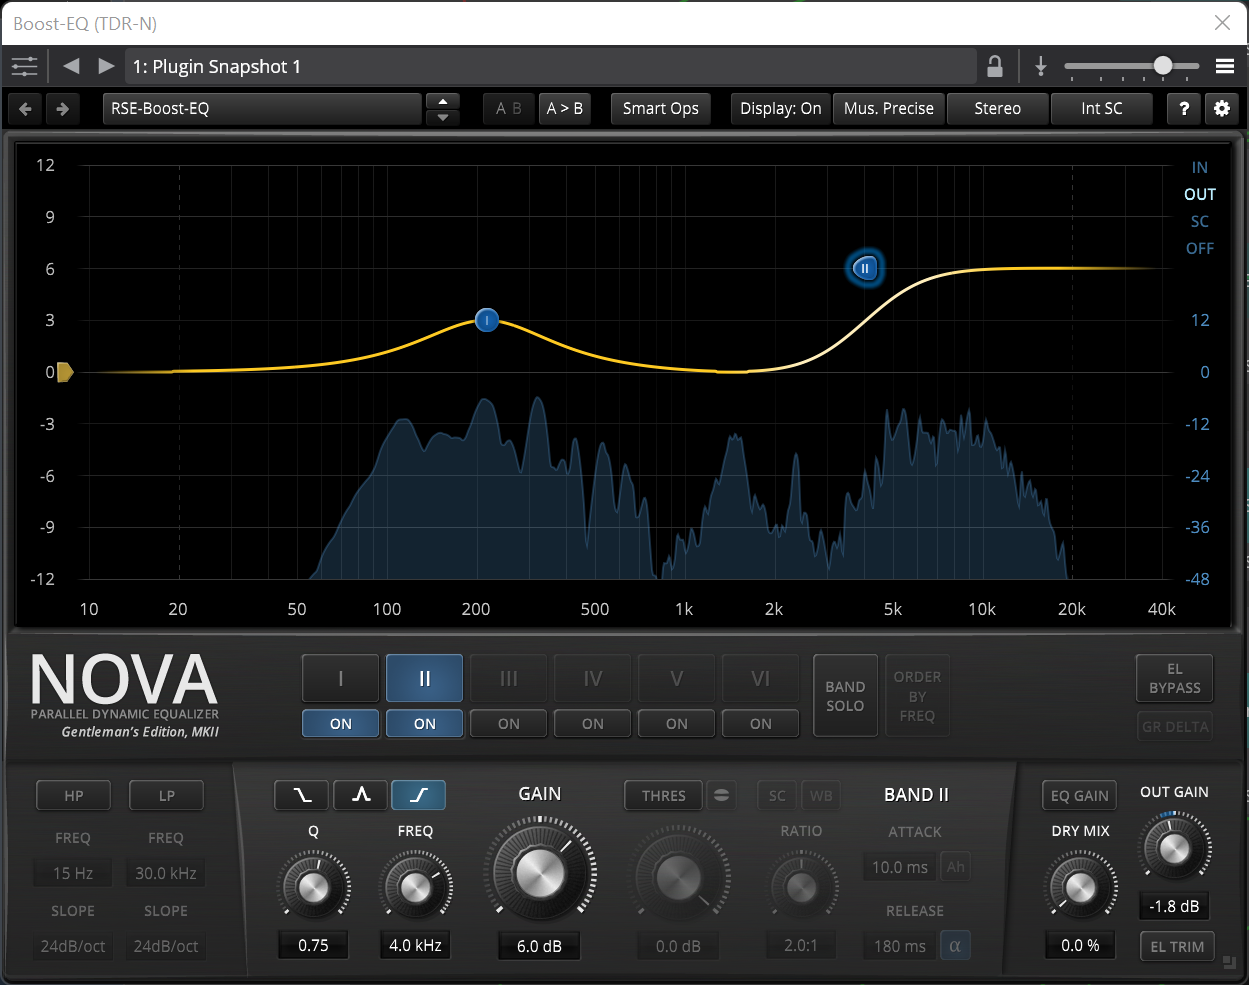 Boost-EQ (TDR-N)
1: Plugin Snapshot 1
RSE-Boost-EQ
A B
A > B
Smart Ops
Display: On
Mus. Precise
Stereo
Int SC
?
12
9
6
3
0
-3
-6
-9
-12
IN
OUT
SC
OFF
12
0
-12
-24
-36
-48
I
II
10 20 50 100 200 500 1k 2k 5k 10k 20k 40k
NOVA
PARALLEL DYNAMIC EQUALIZER
Gentleman's Edition, MKII
I II III IV V VI
ON ON ON ON ON ON
BAND
SOLO
ORDER
BY
FREQ
EL
BYPASS
GR DELTA
HP LP
FREQ FREQ
15 Hz 30.0 kHz
SLOPE SLOPE
24dB/oct 24dB/oct
Q FREQ
0.75 4.0 kHz
GAIN
6.0 dB
THRES
0.0 dB
SC WB
RATIO
2.0:1
BAND II
ATTACK
10.0 ms Ah
RELEASE
180 ms α
EQ GAIN
DRY MIX
0.0 %
OUT GAIN
-1.8 dB
EL TRIM